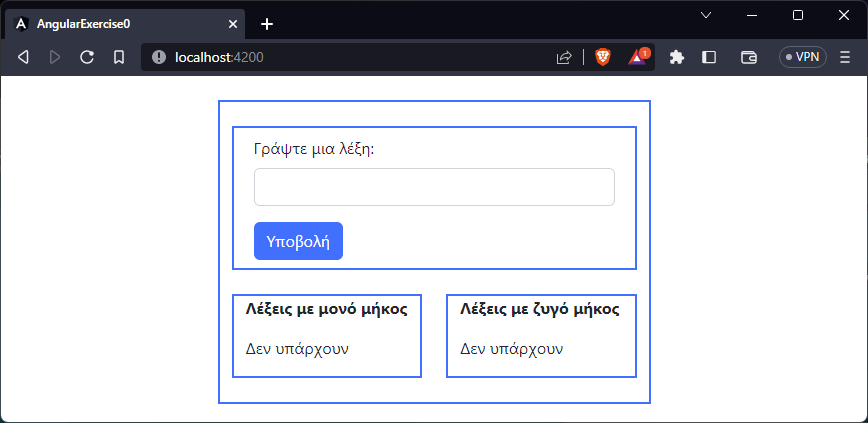 AngularExercise0
localhost:4200
1
VPN
Γράψτε μια λέξη:
Υποβολή
Λέξεις με μονό μήκος
Δεν υπάρχουν
Λέξεις με ζυγό μήκος
Δεν υπάρχουν